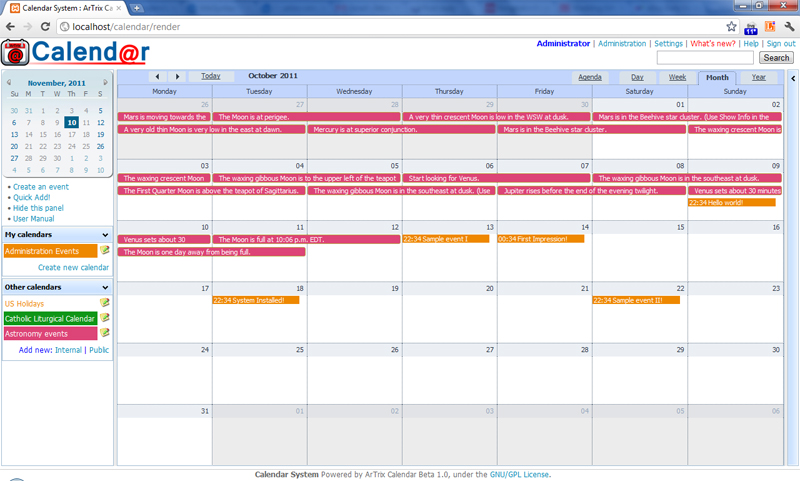 Calendar System : ArTrix C
localhost/calendar/render
11°
Calend@r
Administrator | Administration | Settings | What's new? | Help | Sign out
Search
November, 2011
Su Mo Tu We Th Fr Sa
30 31 1 2 3 4 5
6 7 8 9 10 11 12
13 14 15 16 17 18 19
20 21 22 23 24 25 26
27 28 29 30 1 2 3
4 5 6 7 8 9 10
• Create an event
• Quick Add!
• Hide this panel
• User Manual
My calendars
Administration Events
Create new calendar
Other calendars
US Holidays
Catholic Liturgical Calendar
Astronomy events
Add new: Internal | Public
Today October 2011 Agenda Day Week Month Year
Monday Tuesday Wednesday Thursday Friday Saturday Sunday
26 27 28 29 30 01 02
Mars is moving towards the The Moon is at perigee. A very thin crescent Moon is low in the WSW at dusk. Mars is in the Beehive star cluster. (Use Show Info in the
A very old thin Moon is very low in the east at dawn. Mercury is at superior conjunction. Mars is in the Beehive star cluster. The waxing crescent Moon is
03 04 05 06 07 08 09
The waxing crescent Moon The waxing gibbous Moon is to the upper left of the teapot Start looking for Venus. The waxing gibbous Moon is in the southeast at dusk.
The First Quarter Moon is above the teapot of Sagittarius. The waxing gibbous Moon is in the southeast at dusk. (Use Jupiter rises before the end of the evening twilight. Venus sets about 30 minutes
22:34 Hello world!
10 11 12 13 14 15 16
Venus sets about 30 The Moon is full at 10:06 p.m. EDT. 22:34 Sample event I 00:34 First Impression!
The Moon is one day away from being full.
17 18 19 20 21 22 23
22:34 System Installed! 22:34 Sample event II!
24 25 26 27 28 29 30
31 01 02 03 04 05 06
Calendar System Powered by ArTrix Calendar Beta 1.0, under the GNU/GPL License.